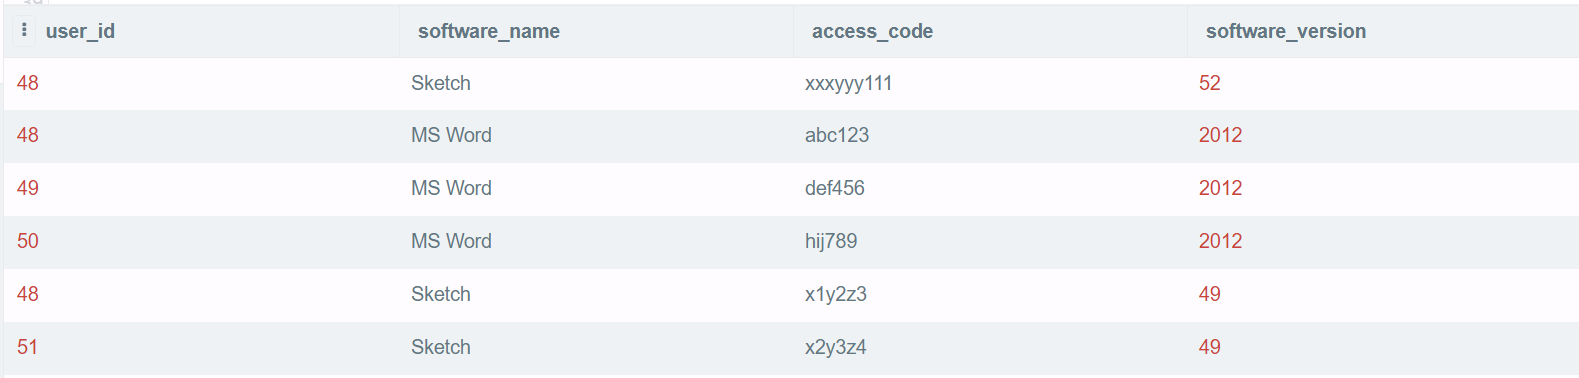 user_id software_name access_code software_version
48 Sketch xxxyyy111 52
48 MS Word abc123 2012
49 MS Word def456 2012
50 MS Word hij789 2012
48 Sketch x1y2z3 49
51 Sketch x2y3z4 49